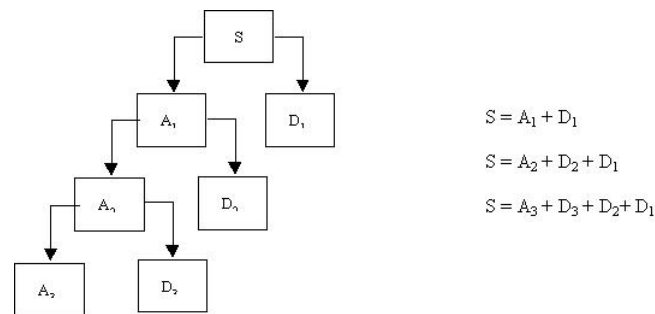 S
A₁ D₁
S = A₁ + D₁
A₂ D₂
S = A₂ + D₂ + D₁
S = A₃ + D₃ + D₂+ D₁
A₃ D₃